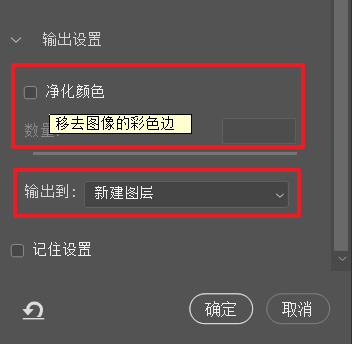 输出设置
净化颜色
移去图像的彩色边
数量:
输出到: 新建图层
记住设置
确定 取消